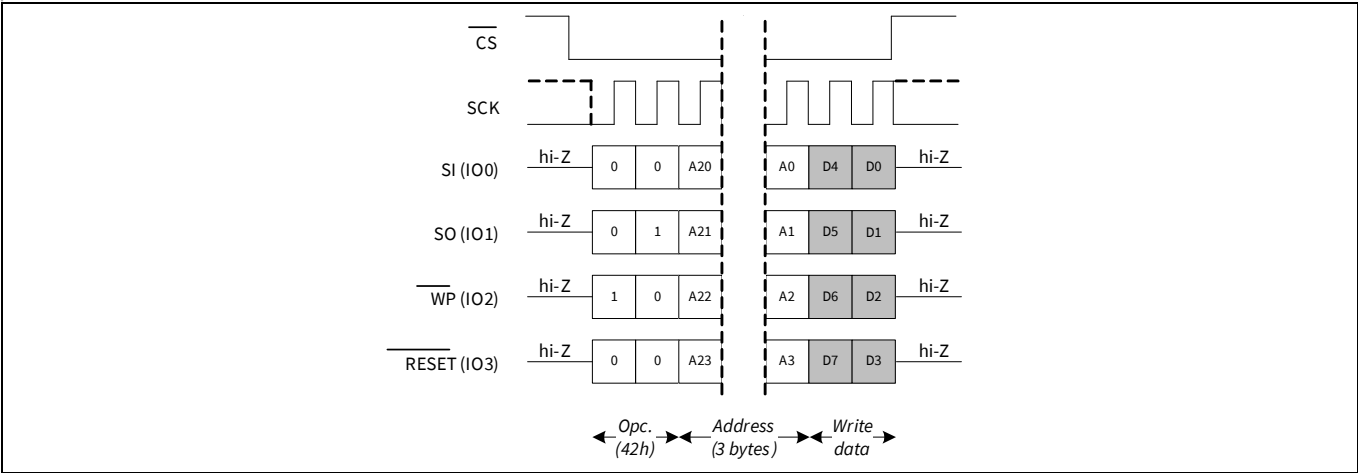 CS
SCK
SI (IO0) hi-Z 0 0 A20 A0 D4 D0 hi-Z
SO (IO1) hi-Z 0 1 A21 A1 D5 D1 hi-Z
WP (IO2) hi-Z 1 0 A22 A2 D6 D2 hi-Z
RESET (IO3) hi-Z 0 0 A23 A3 D7 D3 hi-Z
Opc. Address Write
(42h) (3 bytes) data